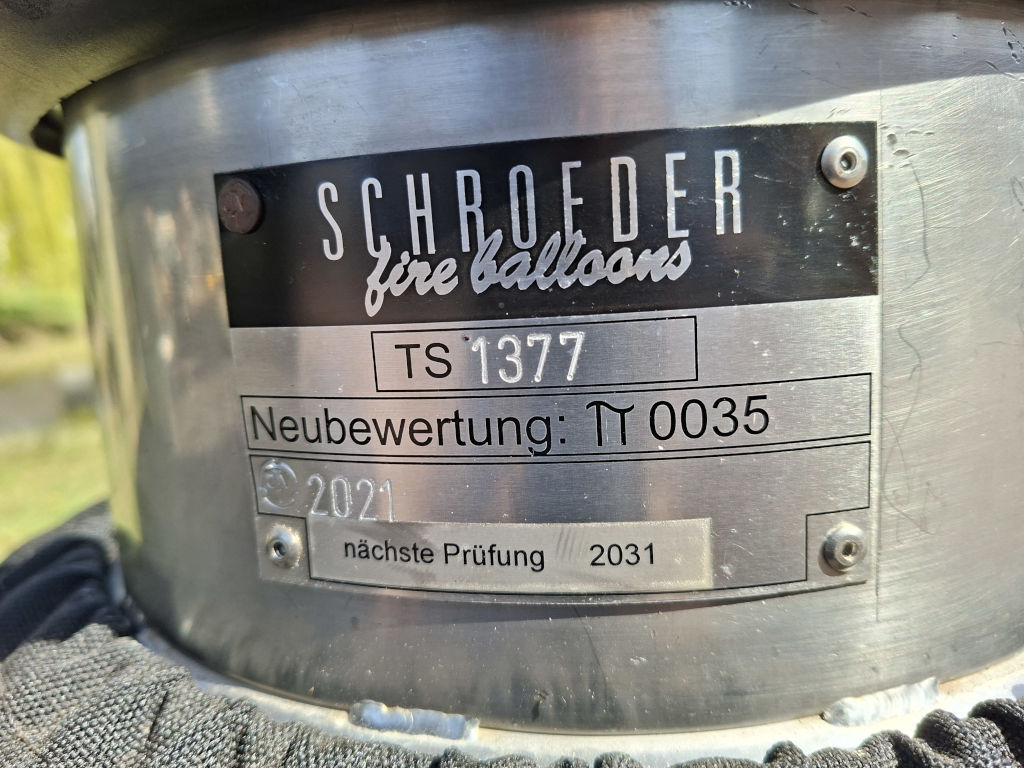 SCHROEDER
fire balloons
TS 1377
Neubewertung: π 0035
2021
nächste Prüfung 2031